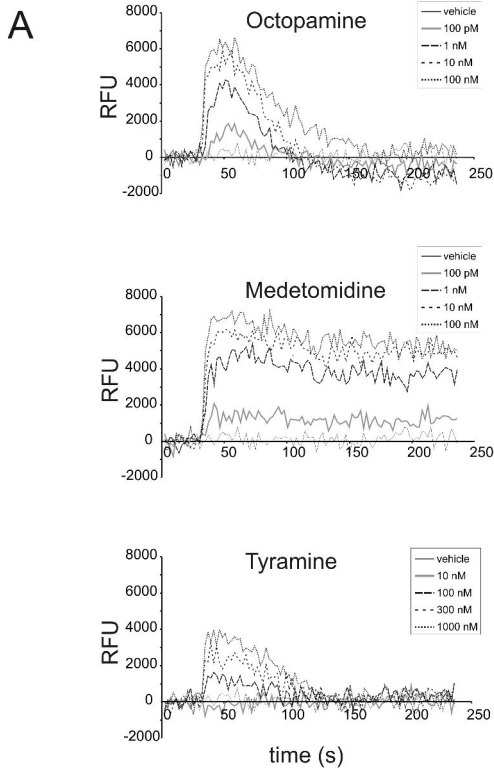 A
Octopamine
vehicle
100 pM
1 nM
10 nM
100 nM
RFU
8000
6000
4000
2000
0
-2000
0 50 100 150 200 250
Medetomidine
vehicle
100 pM
1 nM
10 nM
100 nM
RFU
8000
6000
4000
2000
0
-2000
0 50 100 150 200 250
Tyramine
vehicle
10 nM
100 nM
300 nM
1000 nM
RFU
8000
6000
4000
2000
0
-2000
0 50 100 150 200 250
time (s)